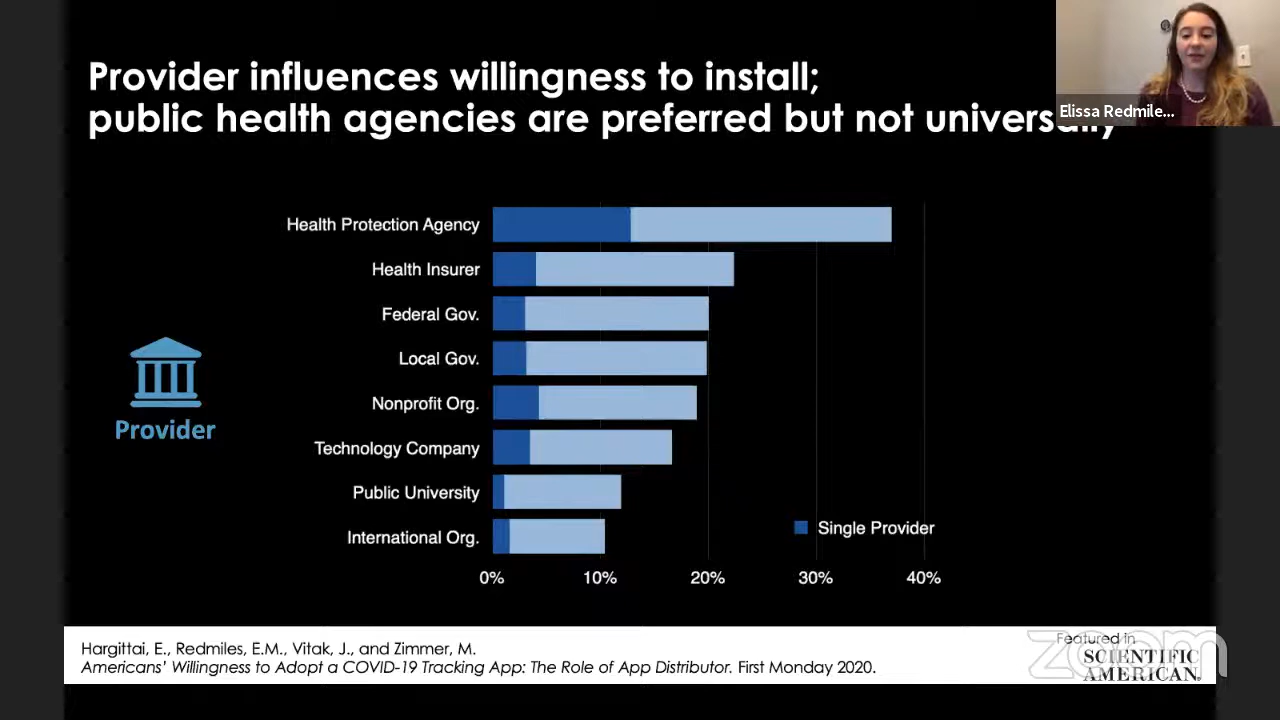 Provider influences willingness to install;
public health agencies are preferred but not universally
Elissa Redmile...
Health Protection Agency
Health Insurer
Federal Gov.
Local Gov.
Nonprofit Org.
Technology Company
Public University
International Org.
Provider
Single Provider
0% 10% 20% 30% 40%
Hargittai, E., Redmiles, E.M., Vitak, J., and Zimmer, M.
Americans' Willingness to Adopt a COVID-19 Tracking App: The Role of App Distributor. First Monday 2020.
Featured in
SCIENTIFIC
AMERICAN.
zoom